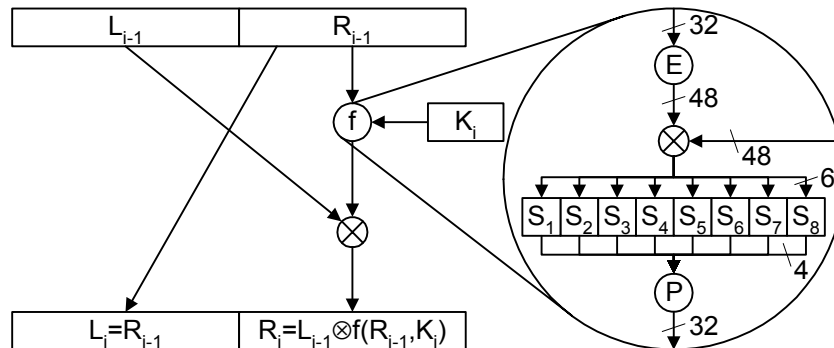 L_{i-1} R_{i-1}
32
E
48
f
K_i
48
6
S_1 S_2 S_3 S_4 S_5 S_6 S_7 S_8
4
P
L_i=R_{i-1} R_i=L_{i-1}⊗f(R_{i-1},K_i)
32